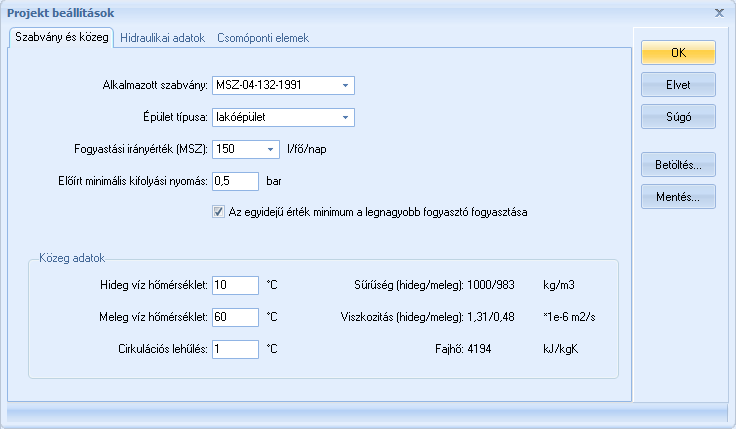 Projekt beállítások
Szabvány és közeg Hidraulikai adatok Csomóponti elemek
OK
Alkalmazott szabvány: MSZ-04-132-1991
Elvet
Épület típusa: lakóépület
Súgó
Fogyastási irányérték (MSZ): 150 l/fő/nap
Betöltés...
Előírt minimális kifolyási nyomás: 0,5 bar
Mentés...
Az egyidejű érték minimum a legnagyobb fogyasztó fogyasztása
Közeg adatok
Hideg víz hőmérséklet: 10 °C Sűrűség (hideg/meleg): 1000/983 kg/m3
Meleg víz hőmérséklet: 60 °C Viszkozitás (hideg/meleg): 1,31/0,48 *1e-6 m2/s
Cirkulációs lehűlés: 1 °C Fajhő: 4194 kJ/kgK